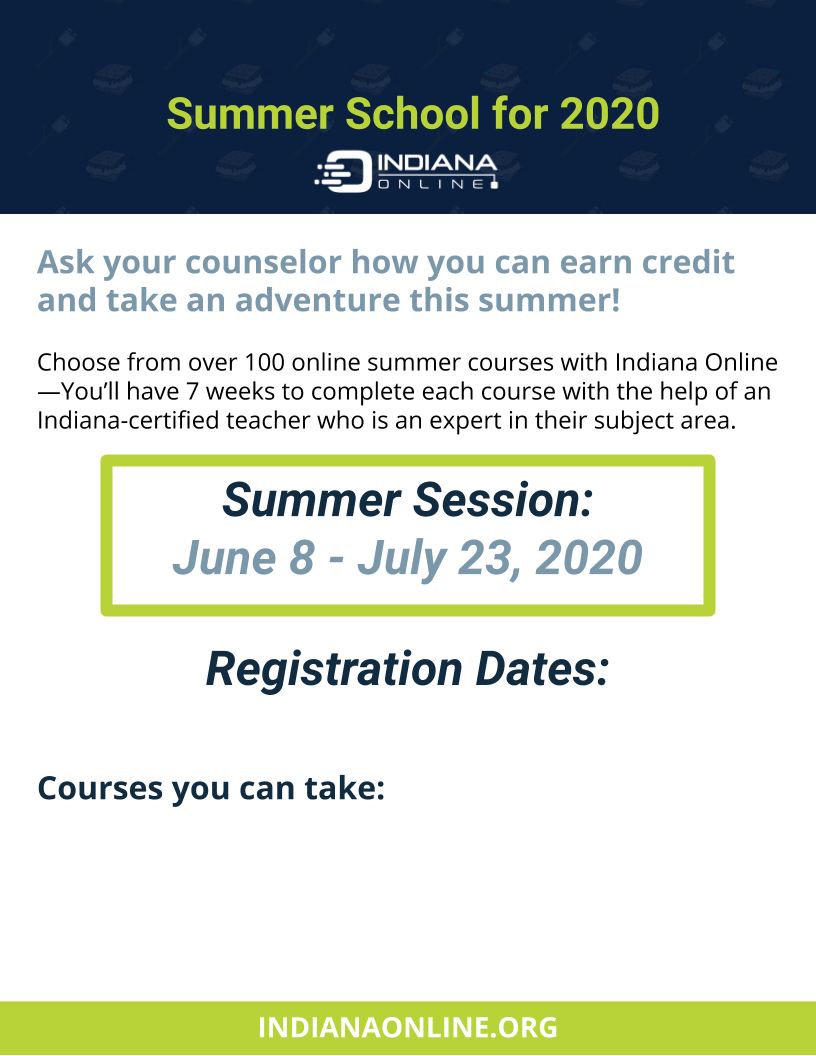 Summer School for 2020
INDIANA
ONLINE
Ask your counselor how you can earn credit
and take an adventure this summer!
Choose from over 100 online summer courses with Indiana Online
—You’ll have 7 weeks to complete each course with the help of an
Indiana-certified teacher who is an expert in their subject area.
Summer Session:
June 8 - July 23, 2020
Registration Dates:
Courses you can take:
INDIANAONLINE.ORG